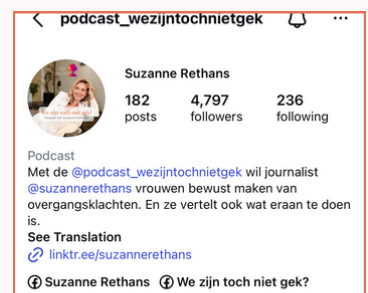 podcast_wezijntochnietgek
Suzanne Rethans
182 4,797 236
posts followers following
Podcast
Met de @podcast_wezijntochnietgek wil journalist
@suzannerethans vrouwen bewust maken van
overgangsklachten. En ze vertelt ook wat eraan te doen
is.
See Translation
linktr.ee/suzannerethans
Suzanne Rethans We zijn toch niet gek?